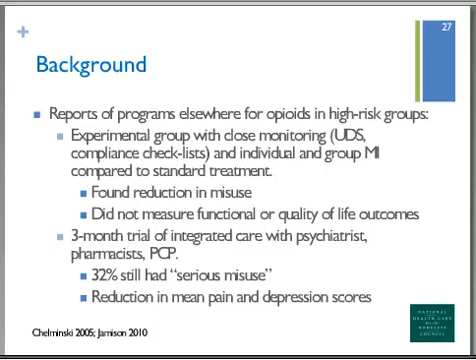 27
+
Background
Reports of programs elsewhere for opioids in high-risk groups:
Experimental group with close monitoring (UDS,
compliance check-lists) and individual and group MI
compared to standard treatment.
Found reduction in misuse
Did not measure functional or quality of life outcomes
3-month trial of integrated care with psychiatrist,
pharmacists, PCP.
32% still had “serious misuse”
Reduction in mean pain and depression scores
Chelminski 2005; Jamison 2010
NATIONAL
HEALTH CARE
for the
HOMELESS
COUNCIL